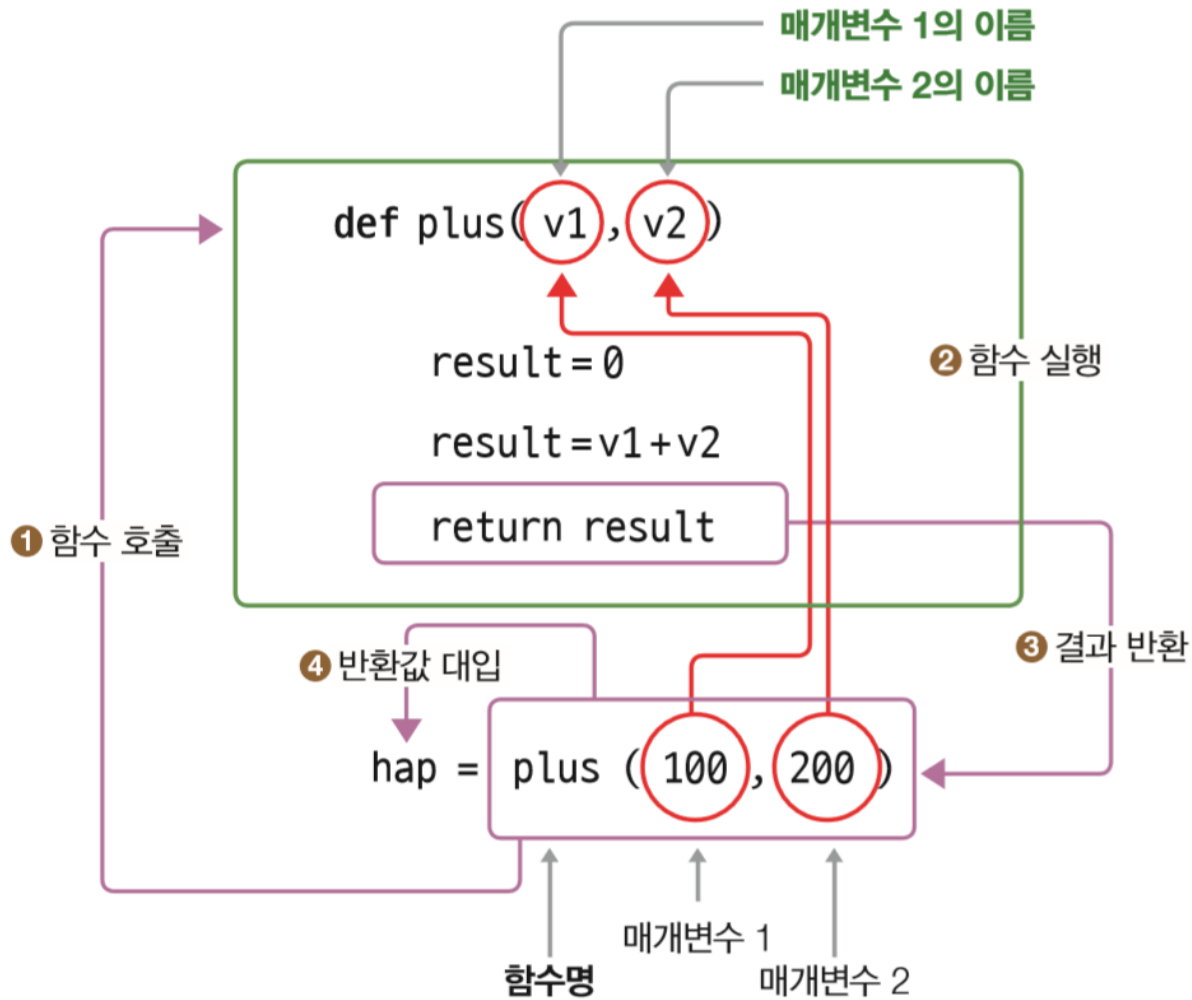 매개변수 1의 이름
매개변수 2의 이름
def plus( v1 , v2 )
result = 0
❷ 함수 실행
result = v1 + v2
return result
❶ 함수 호출
❸ 결과 반환
❹ 반환값 대입
hap = plus ( 100 , 200 )
매개변수 1
함수명
매개변수 2